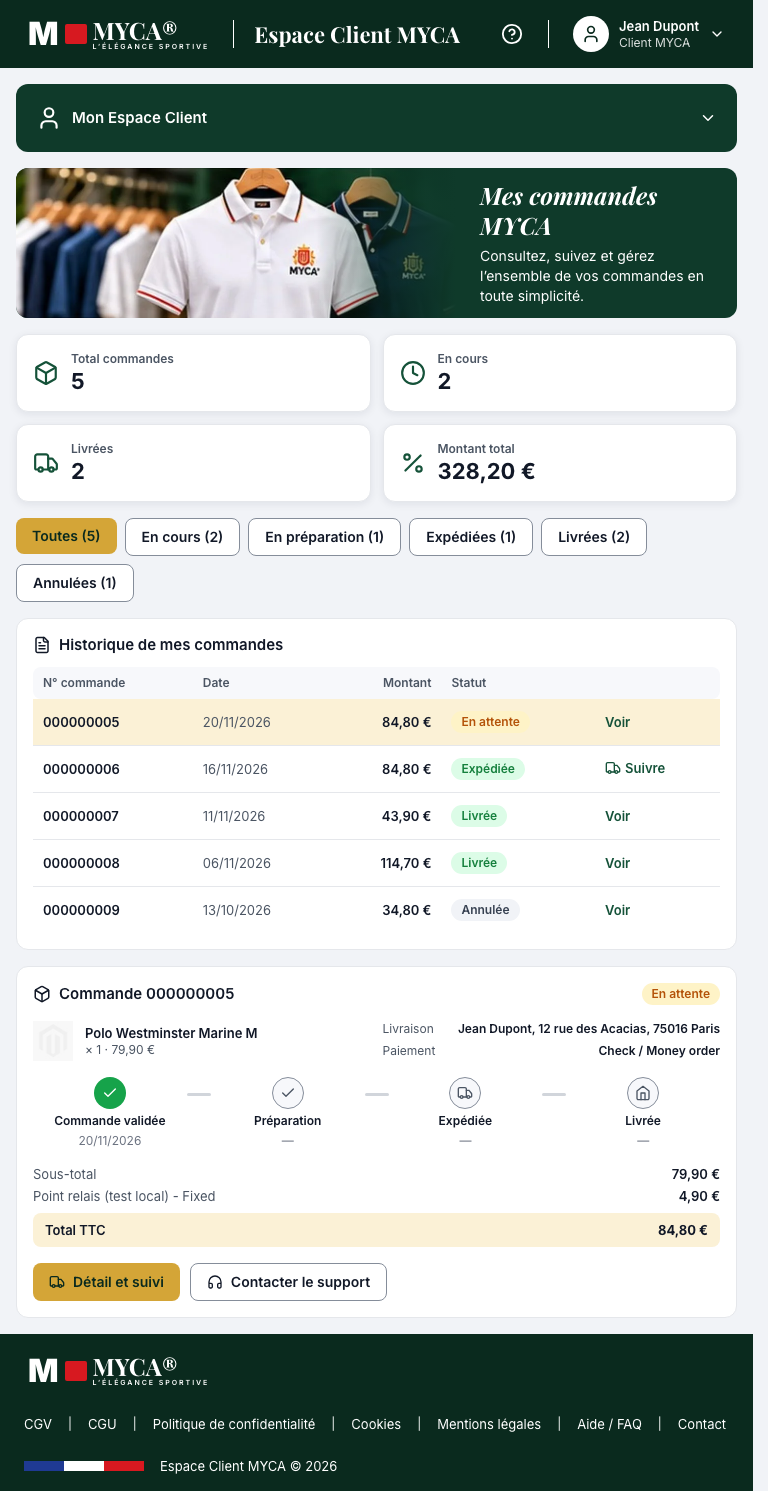 M MYCA®
L'ÉLÉGANCE SPORTIVE
Espace Client MYCA
Jean Dupont
Client MYCA
Mon Espace Client
MYCA
MYCA
Mes commandes
MYCA
Consultez, suivez et gérez
l'ensemble de vos commandes en
toute simplicité.
Total commandes
5
En cours
2
Livrées
2
Montant total
328,20 €
Toutes (5) En cours (2) En préparation (1) Expédiées (1) Livrées (2)
Annulées (1)
Historique de mes commandes
N° commande Date Montant Statut
000000005 20/11/2026 84,80 € En attente Voir
000000006 16/11/2026 84,80 € Expédiée Suivre
000000007 11/11/2026 43,90 € Livrée Voir
000000008 06/11/2026 114,70 € Livrée Voir
000000009 13/10/2026 34,80 € Annulée Voir
Commande 000000005 En attente
Polo Westminster Marine M
× 1 · 79,90 €
Livraison Jean Dupont, 12 rue des Acacias, 75016 Paris
Paiement Check / Money order
Commande validée Préparation Expédiée Livrée
20/11/2026 — — —
Sous-total 79,90 €
Point relais (test local) - Fixed 4,90 €
Total TTC 84,80 €
Détail et suivi Contacter le support
M MYCA®
L'ÉLÉGANCE SPORTIVE
CGV | CGU | Politique de confidentialité | Cookies | Mentions légales | Aide / FAQ | Contact
Espace Client MYCA © 2026